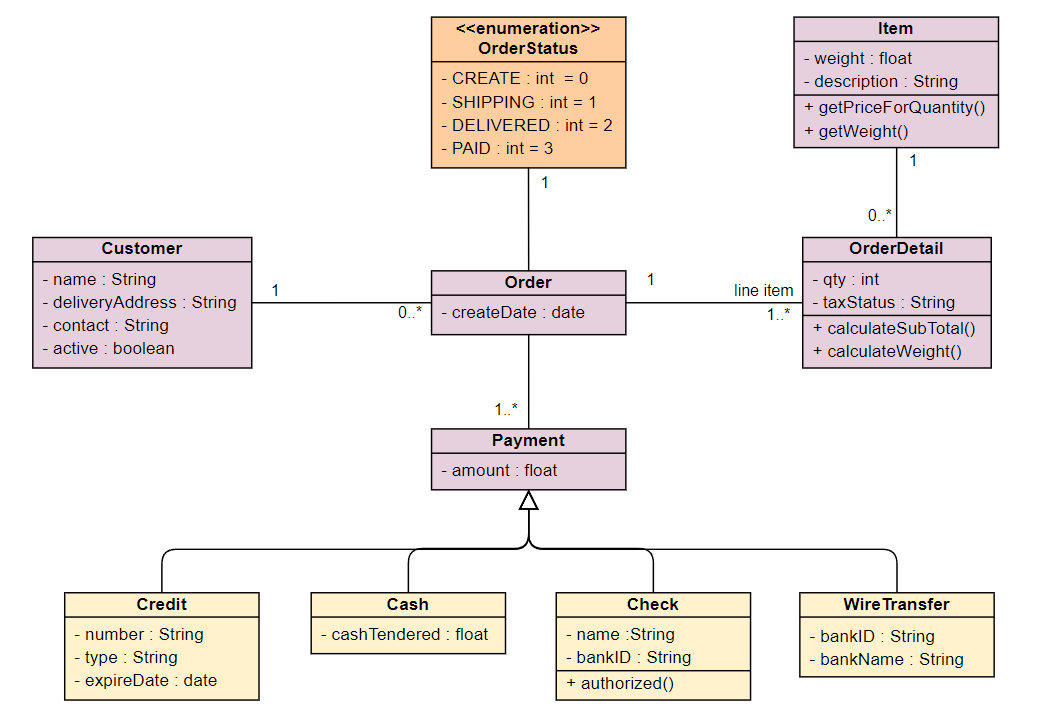 <<enumeration>>
OrderStatus
- CREATE : int  = 0
- SHIPPING : int = 1
- DELIVERED : int = 2
- PAID : int = 3
1
Item
- weight : float
- description : String
+ getPriceForQuantity()
+ getWeight()
1
0..*
Customer
- name : String
- deliveryAddress : String
- contact : String
- active : boolean
1
0..*
Order
- createDate : date
1
line item
1..*
OrderDetail
- qty : int
- taxStatus : String
+ calculateSubTotal()
+ calculateWeight()
1..*
Payment
- amount : float
Credit
- number : String
- type : String
- expireDate : date
Cash
- cashTendered : float
Check
- name :String
- bankID : String
+ authorized()
WireTransfer
- bankID : String
- bankName : String